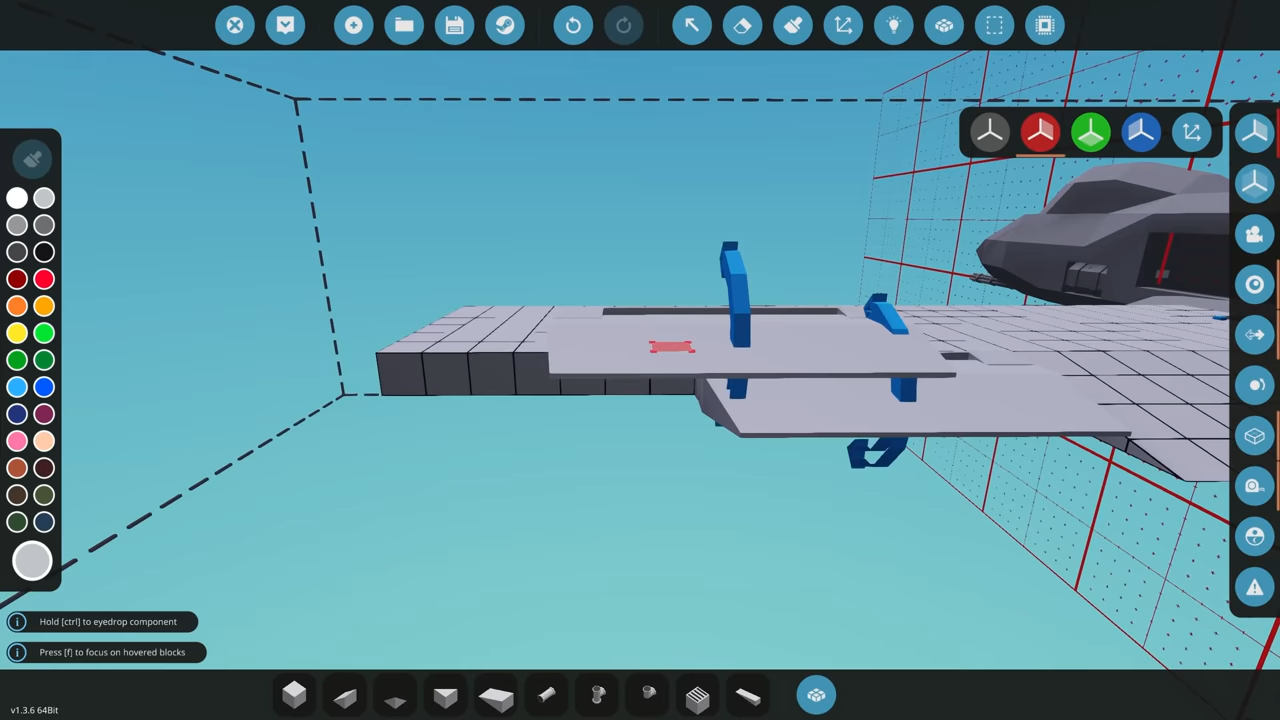 Hold [ctrl] to eyedrop component
Press [f] to focus on hovered blocks
v1.3.6 64Bit